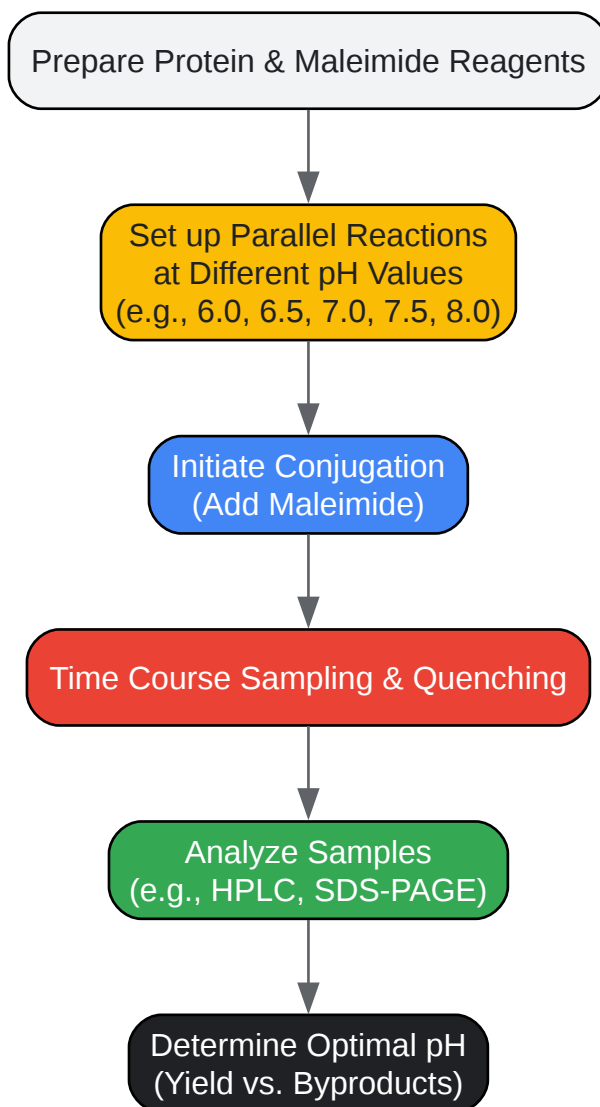 Prepare Protein & Maleimide Reagents
Set up Parallel Reactions
at Different pH Values
(e.g., 6.0, 6.5, 7.0, 7.5, 8.0)
Initiate Conjugation
(Add Maleimide)
Time Course Sampling & Quenching
Analyze Samples
(e.g., HPLC, SDS-PAGE)
Determine Optimal pH
(Yield vs. Byproducts)